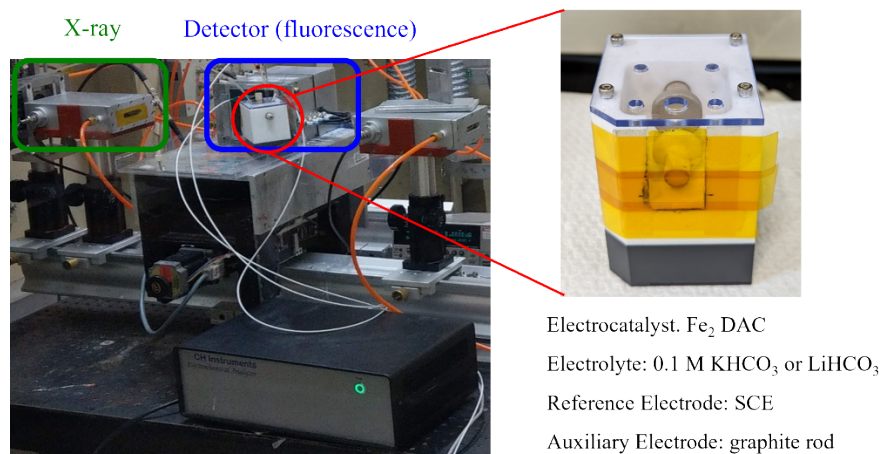 X-ray
Detector (fluorescence)
CH Instruments
Electrochemical Analyzer
Electrocatalyst. Fe₂ DAC
Electrolyte: 0.1 M KHCO₃ or LiHCO₃
Reference Electrode: SCE
Auxiliary Electrode: graphite rod